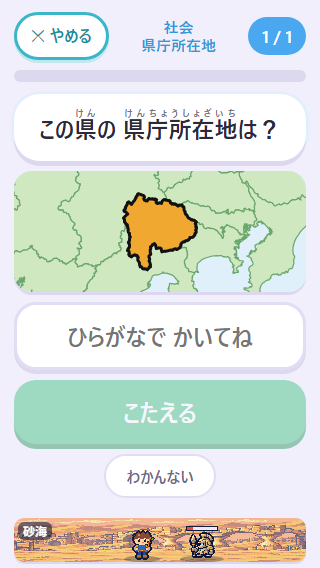 × やめる
社会
県庁所在地
1 / 1
けん けんちょうしょざいち
この県の 県庁所在地は？
ひらがなで かいてね
こたえる
わかんない
砂海